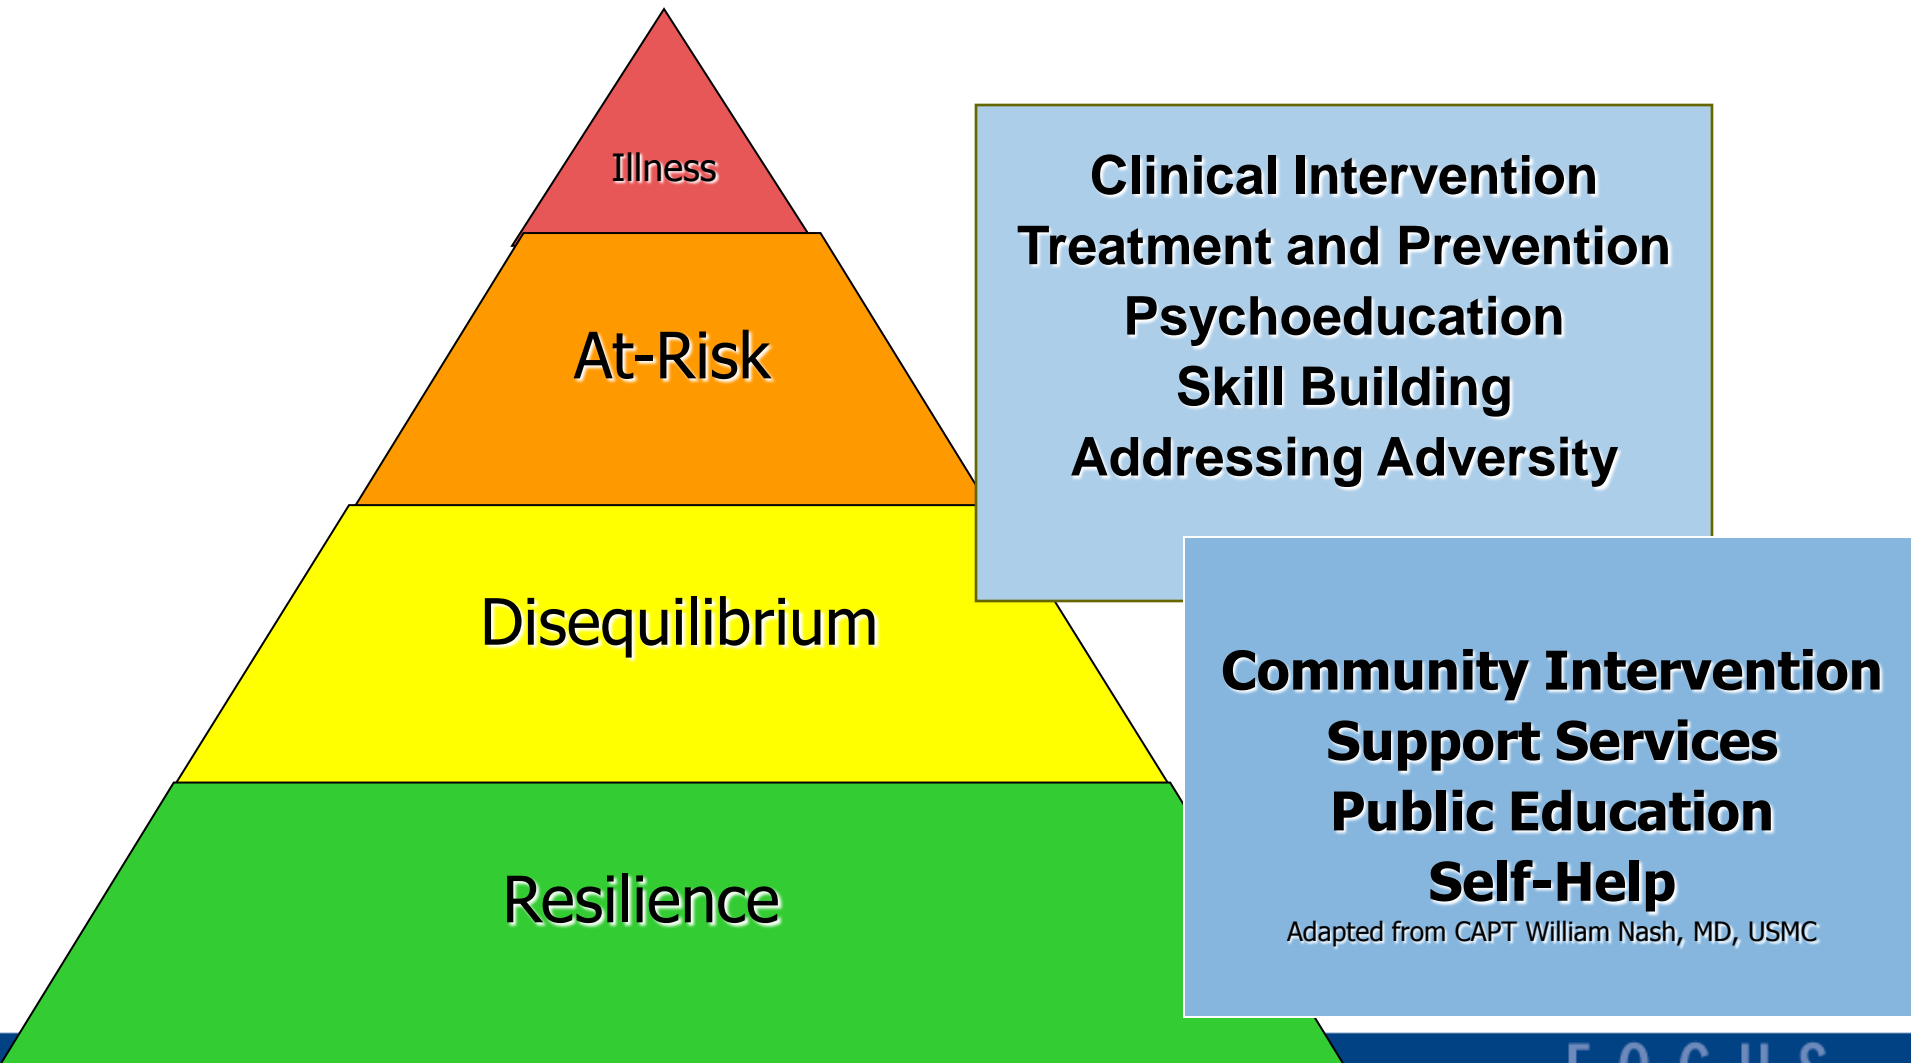 Illness
At-Risk
Disequilibrium
Resilience
Clinical Intervention
Treatment and Prevention
Psychoeducation
Skill Building
Addressing Adversity
Community Intervention
Support Services
Public Education
Self-Help
Adapted from CAPT William Nash, MD, USMC
FOCUS